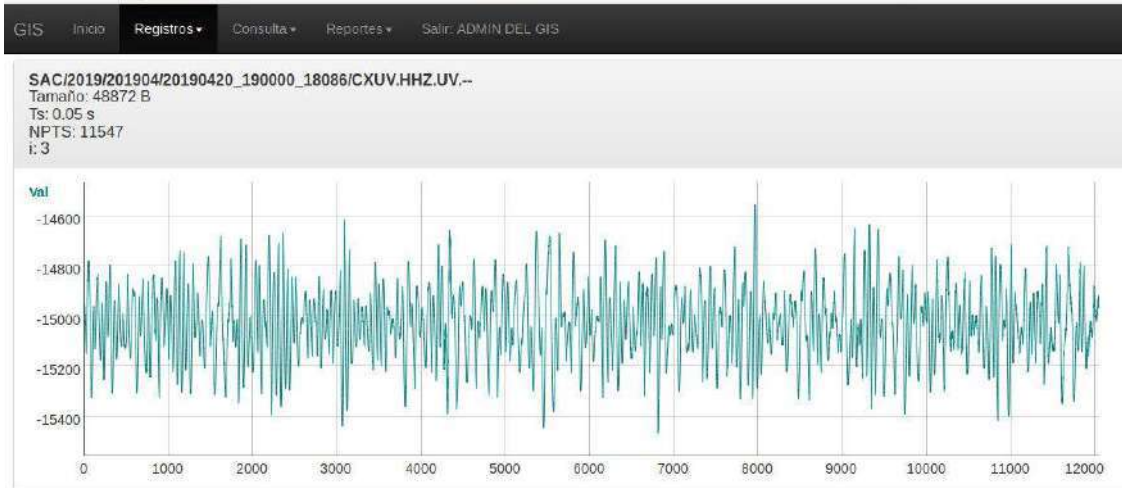 GIS Inicio Registros Consulta Reportes Salir: ADMIN DEL GIS
SAC/2019/201904/20190420_190000_18086/CXUV.HHZ.UV.--
Tamaño: 48872 B
Ts: 0.05 s
NPTS: 11547
i: 3
Val
-14600
-14800
-15000
-15200
-15400
0 1000 2000 3000 4000 5000 6000 7000 8000 9000 10000 11000 12000